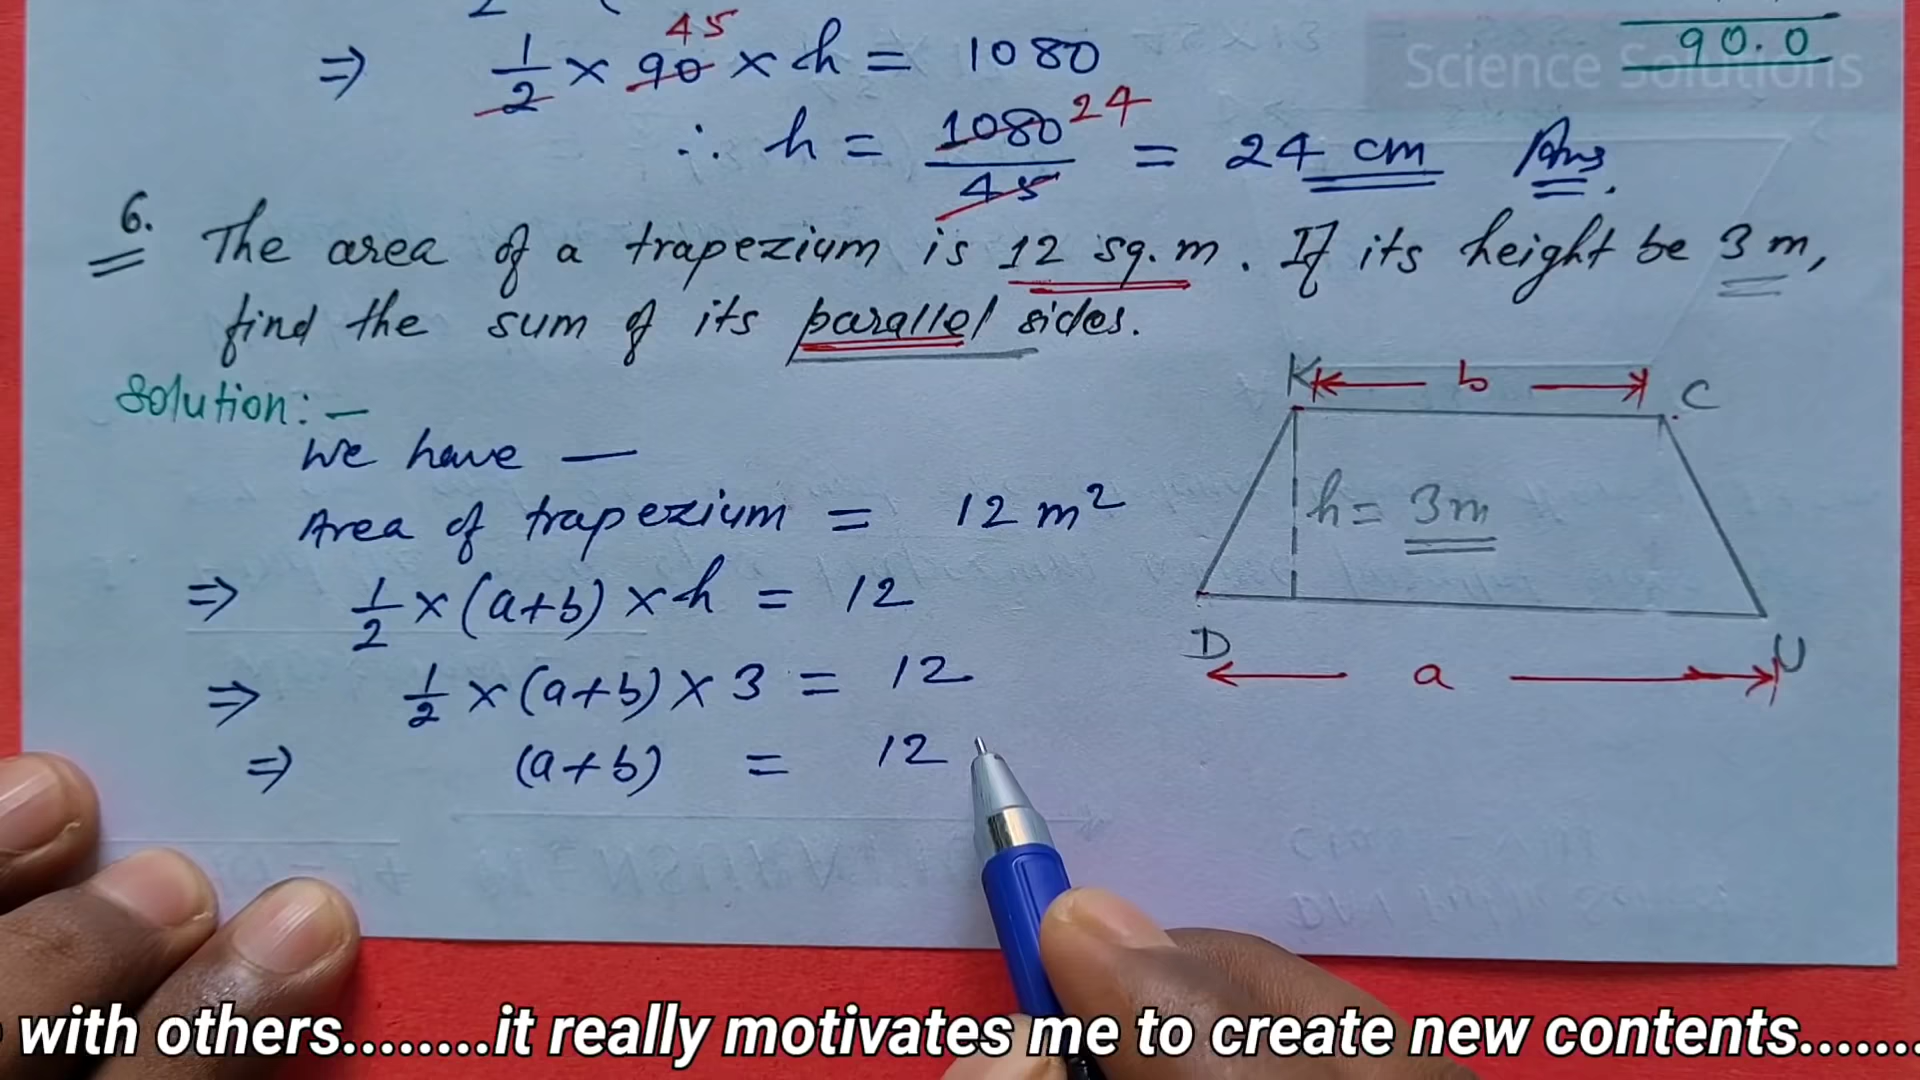 45
⇒ 1/2 × 90 × h = 1080
90.0
Science Solutions
∴ h = 1080/45 24 = 24 cm Ans.
6. The area of a trapezium is 12 sq.m. If its height be 3 m,
find the sum of its parallel sides.
Solution:—
We have —
Area of trapezium = 12 m²
⇒ 1/2 × (a+b) × h = 12
⇒ 1/2 × (a+b) × 3 = 12
⇒ (a+b) = 12
K b C
h = 3m
D U
a
with others........it really motivates me to create new contents.......